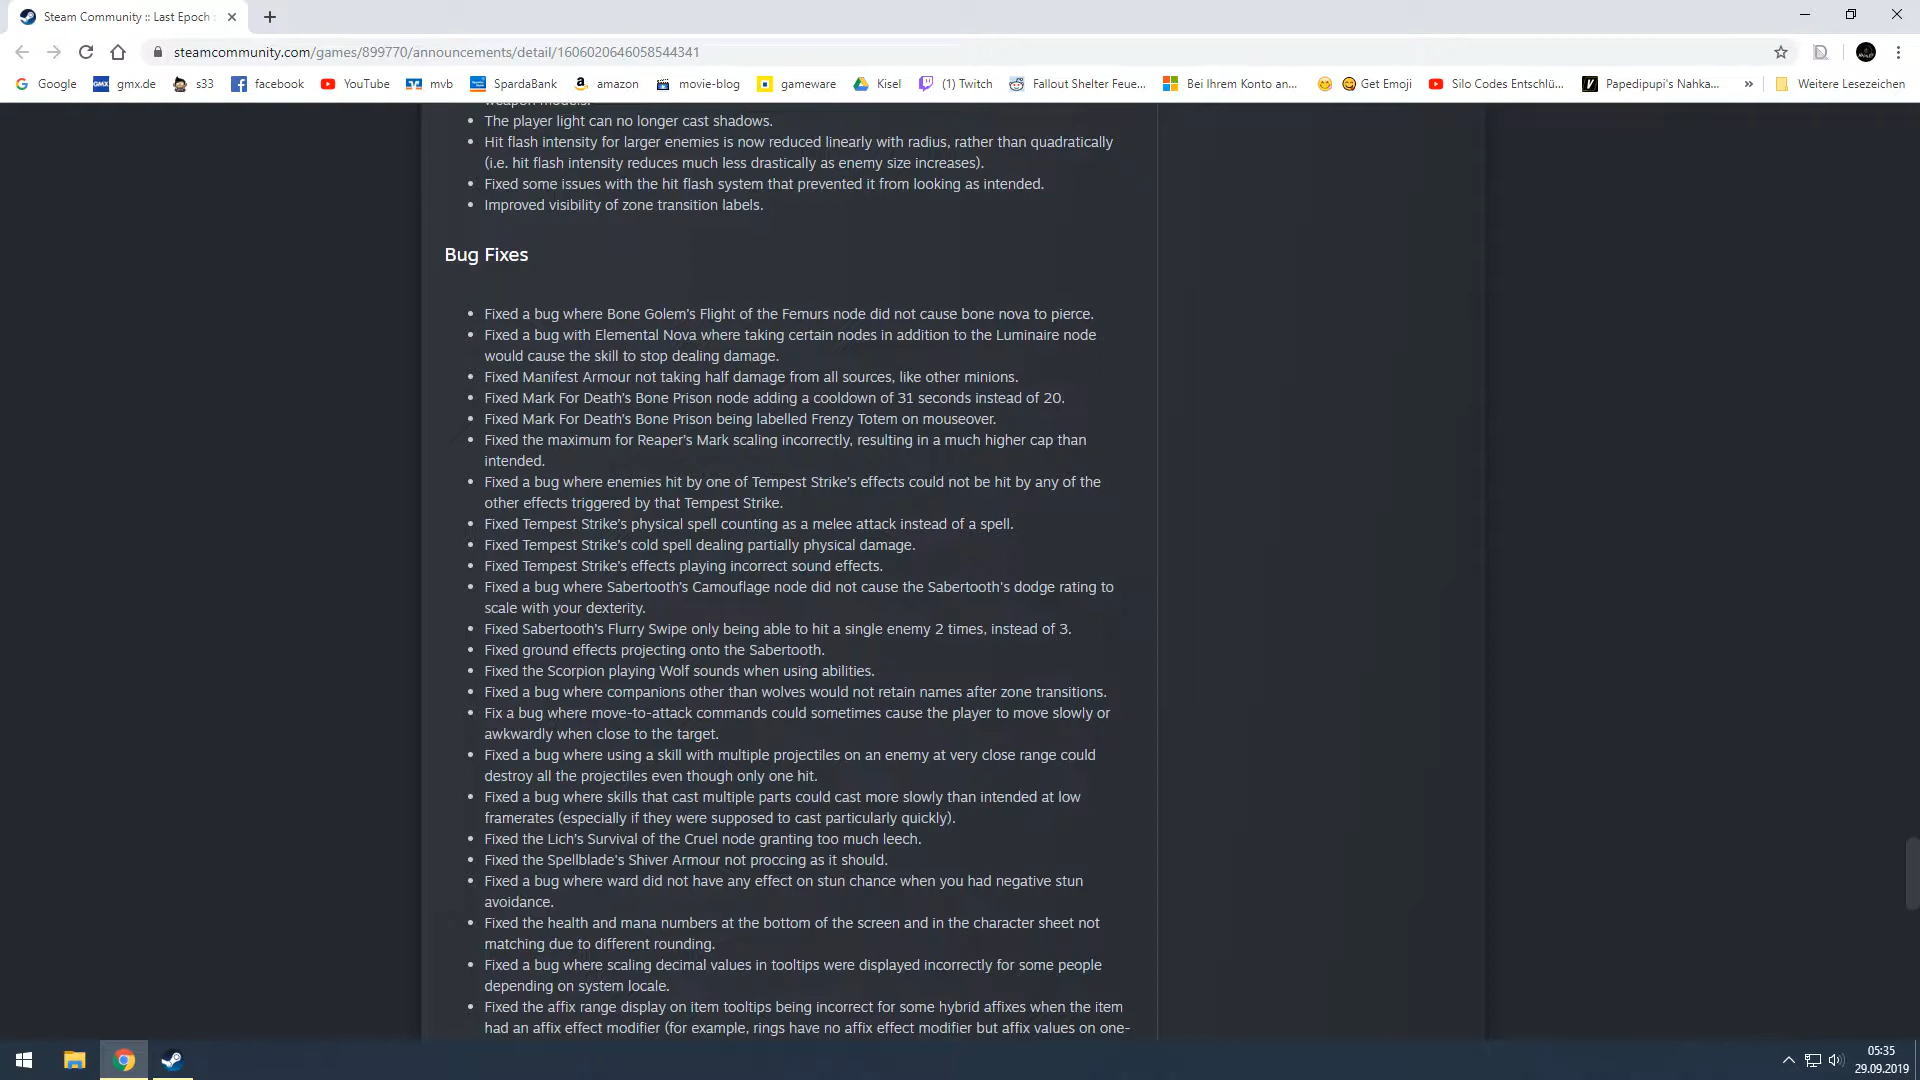 Steam Community :: Last Epoch :
steamcommunity.com/games/899770/announcements/detail/1606020646058544341
Google
gmx.de
s33
facebook
YouTube
mvb
SpardaBank
amazon
movie-blog
gameware
Kisel
(1) Twitch
Fallout Shelter Feue...
Bei Ihrem Konto an...
Get Emoji
Silo Codes Entschlü...
Papedipupi's Nahka...
»
Weitere Lesezeichen
weapon models.
• The player light can no longer cast shadows.
• Hit flash intensity for larger enemies is now reduced linearly with radius, rather than quadratically
(i.e. hit flash intensity reduces much less drastically as enemy size increases).
• Fixed some issues with the hit flash system that prevented it from looking as intended.
• Improved visibility of zone transition labels.
Bug Fixes
• Fixed a bug where Bone Golem's Flight of the Femurs node did not cause bone nova to pierce.
• Fixed a bug with Elemental Nova where taking certain nodes in addition to the Luminaire node
would cause the skill to stop dealing damage.
• Fixed Manifest Armour not taking half damage from all sources, like other minions.
• Fixed Mark For Death's Bone Prison node adding a cooldown of 31 seconds instead of 20.
• Fixed Mark For Death's Bone Prison being labelled Frenzy Totem on mouseover.
• Fixed the maximum for Reaper's Mark scaling incorrectly, resulting in a much higher cap than
intended.
• Fixed a bug where enemies hit by one of Tempest Strike's effects could not be hit by any of the
other effects triggered by that Tempest Strike.
• Fixed Tempest Strike's physical spell counting as a melee attack instead of a spell.
• Fixed Tempest Strike's cold spell dealing partially physical damage.
• Fixed Tempest Strike's effects playing incorrect sound effects.
• Fixed a bug where Sabertooth's Camouflage node did not cause the Sabertooth's dodge rating to
scale with your dexterity.
• Fixed Sabertooth's Flurry Swipe only being able to hit a single enemy 2 times, instead of 3.
• Fixed ground effects projecting onto the Sabertooth.
• Fixed the Scorpion playing Wolf sounds when using abilities.
• Fixed a bug where companions other than wolves would not retain names after zone transitions.
• Fix a bug where move-to-attack commands could sometimes cause the player to move slowly or
awkwardly when close to the target.
• Fixed a bug where using a skill with multiple projectiles on an enemy at very close range could
destroy all the projectiles even though only one hit.
• Fixed a bug where skills that cast multiple parts could cast more slowly than intended at low
framerates (especially if they were supposed to cast particularly quickly).
• Fixed the Lich's Survival of the Cruel node granting too much leech.
• Fixed the Spellblade's Shiver Armour not proccing as it should.
• Fixed a bug where ward did not have any effect on stun chance when you had negative stun
avoidance.
• Fixed the health and mana numbers at the bottom of the screen and in the character sheet not
matching due to different rounding.
• Fixed a bug where scaling decimal values in tooltips were displayed incorrectly for some people
depending on system locale.
• Fixed the affix range display on item tooltips being incorrect for some hybrid affixes when the item
had an affix effect modifier (for example, rings have no affix effect modifier but affix values on one-
05:35
29.09.2019